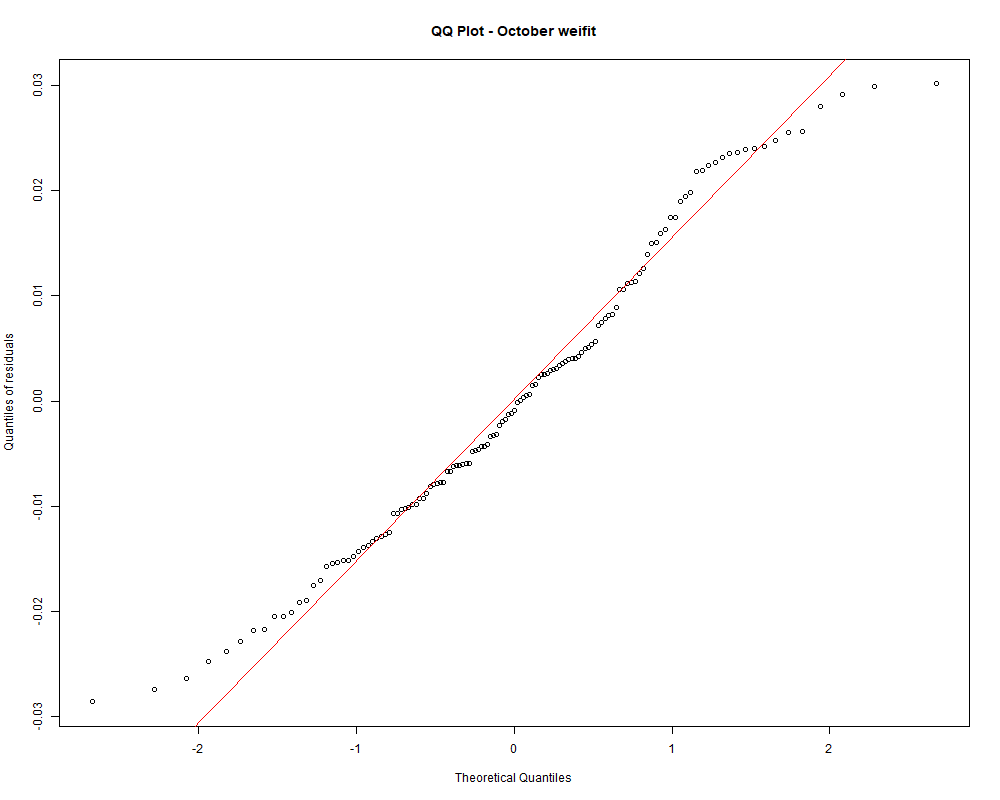 QQ Plot - October weifit
Quantiles of residuals
0.03
0.02
0.01
0.00
-0.01
-0.02
-0.03
-2 -1 0 1 2
Theoretical Quantiles